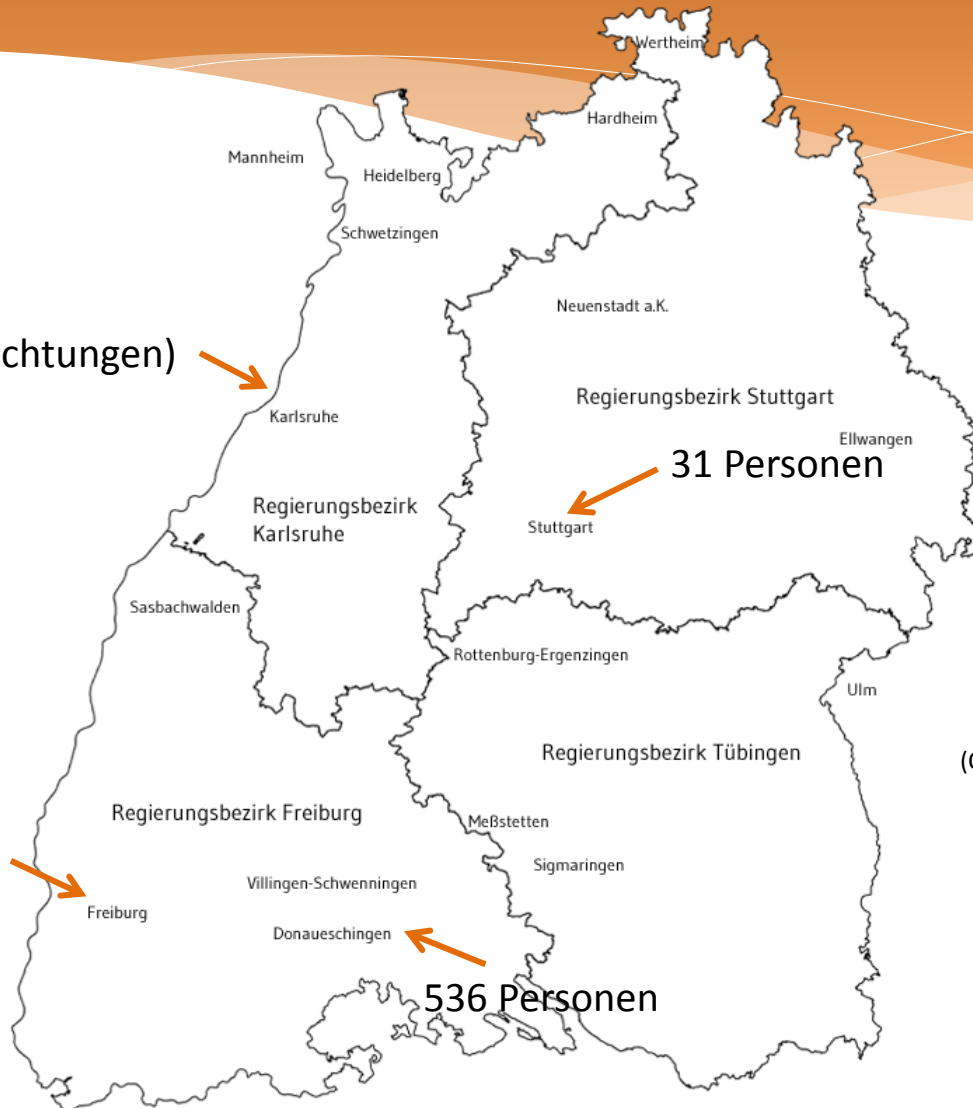 Wertheim
Hardheim
Mannheim
Heidelberg
Schwetzingen
Neuenstadt a.K.
chtungen)
Regierungsbezirk Stuttgart
Karlsruhe
Ellwangen
31 Personen
Regierungsbezirk
Karlsruhe
Stuttgart
Sasbachwalden
Rottenburg-Ergenzingen
Ulm
Regierungsbezirk Tübingen
(
Regierungsbezirk Freiburg
Meßstetten
Sigmaringen
Villingen-Schwenningen
Freiburg
Donaueschingen
536 Personen